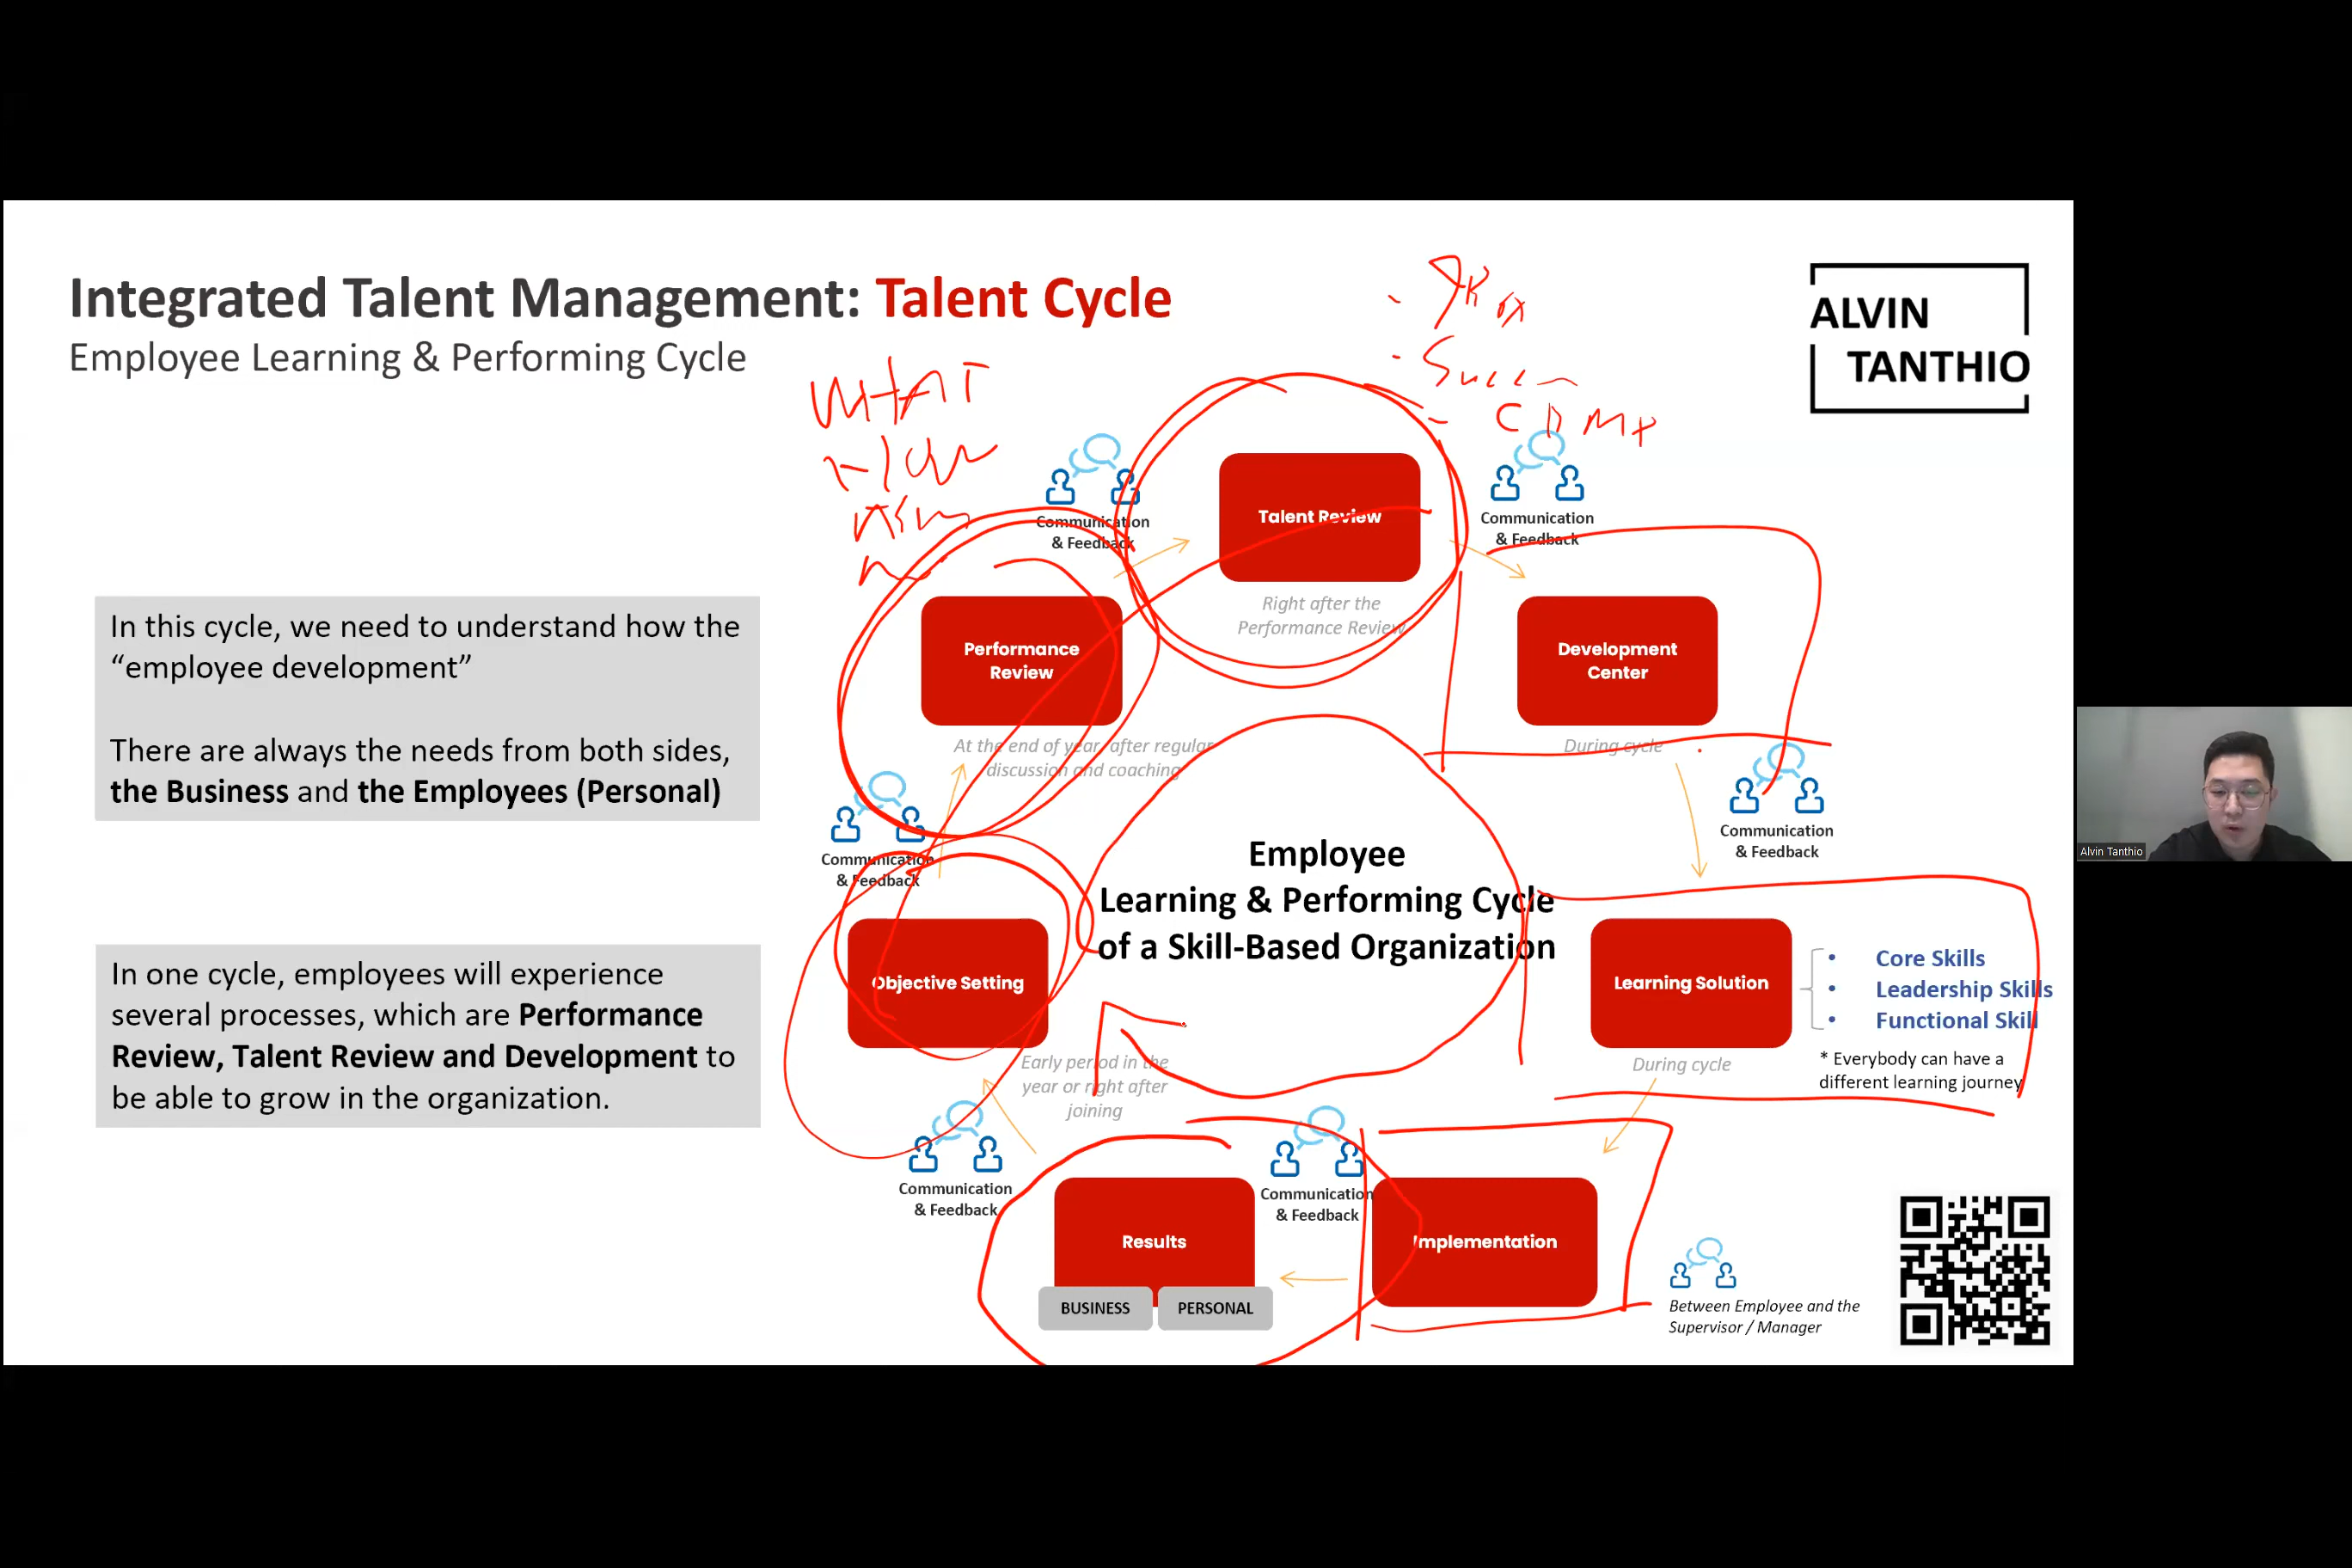 Integrated Talent Management: Talent Cycle
Employee Learning & Performing Cycle
ALVIN
TANTHIO
WHAT
In this cycle, we need to understand how the
“employee development”
There are always the needs from both sides,
the Business and the Employees (Personal)
In one cycle, employees will experience
several processes, which are Performance
Review, Talent Review and Development to
be able to grow in the organization.
Communication
& Feedback
Talent Review
Right after the
Performance Review
Communication
& Feedback
Performance
Review
At the end of year, after regular
discussion and coaching
Development
Center
During cycle
Communication
& Feedback
Communication
& Feedback
Employee
Learning & Performing Cycle
of a Skill-Based Organization
Objective Setting
Early period in the
year or right after
joining
Learning Solution
During cycle
• Core Skills
• Leadership Skills
• Functional Skill
* Everybody can have a
different learning journey
Communication
& Feedback
Results
BUSINESS
PERSONAL
Communication
& Feedback
Implementation
Between Employee and the
Supervisor / Manager
Alvin Tanthio